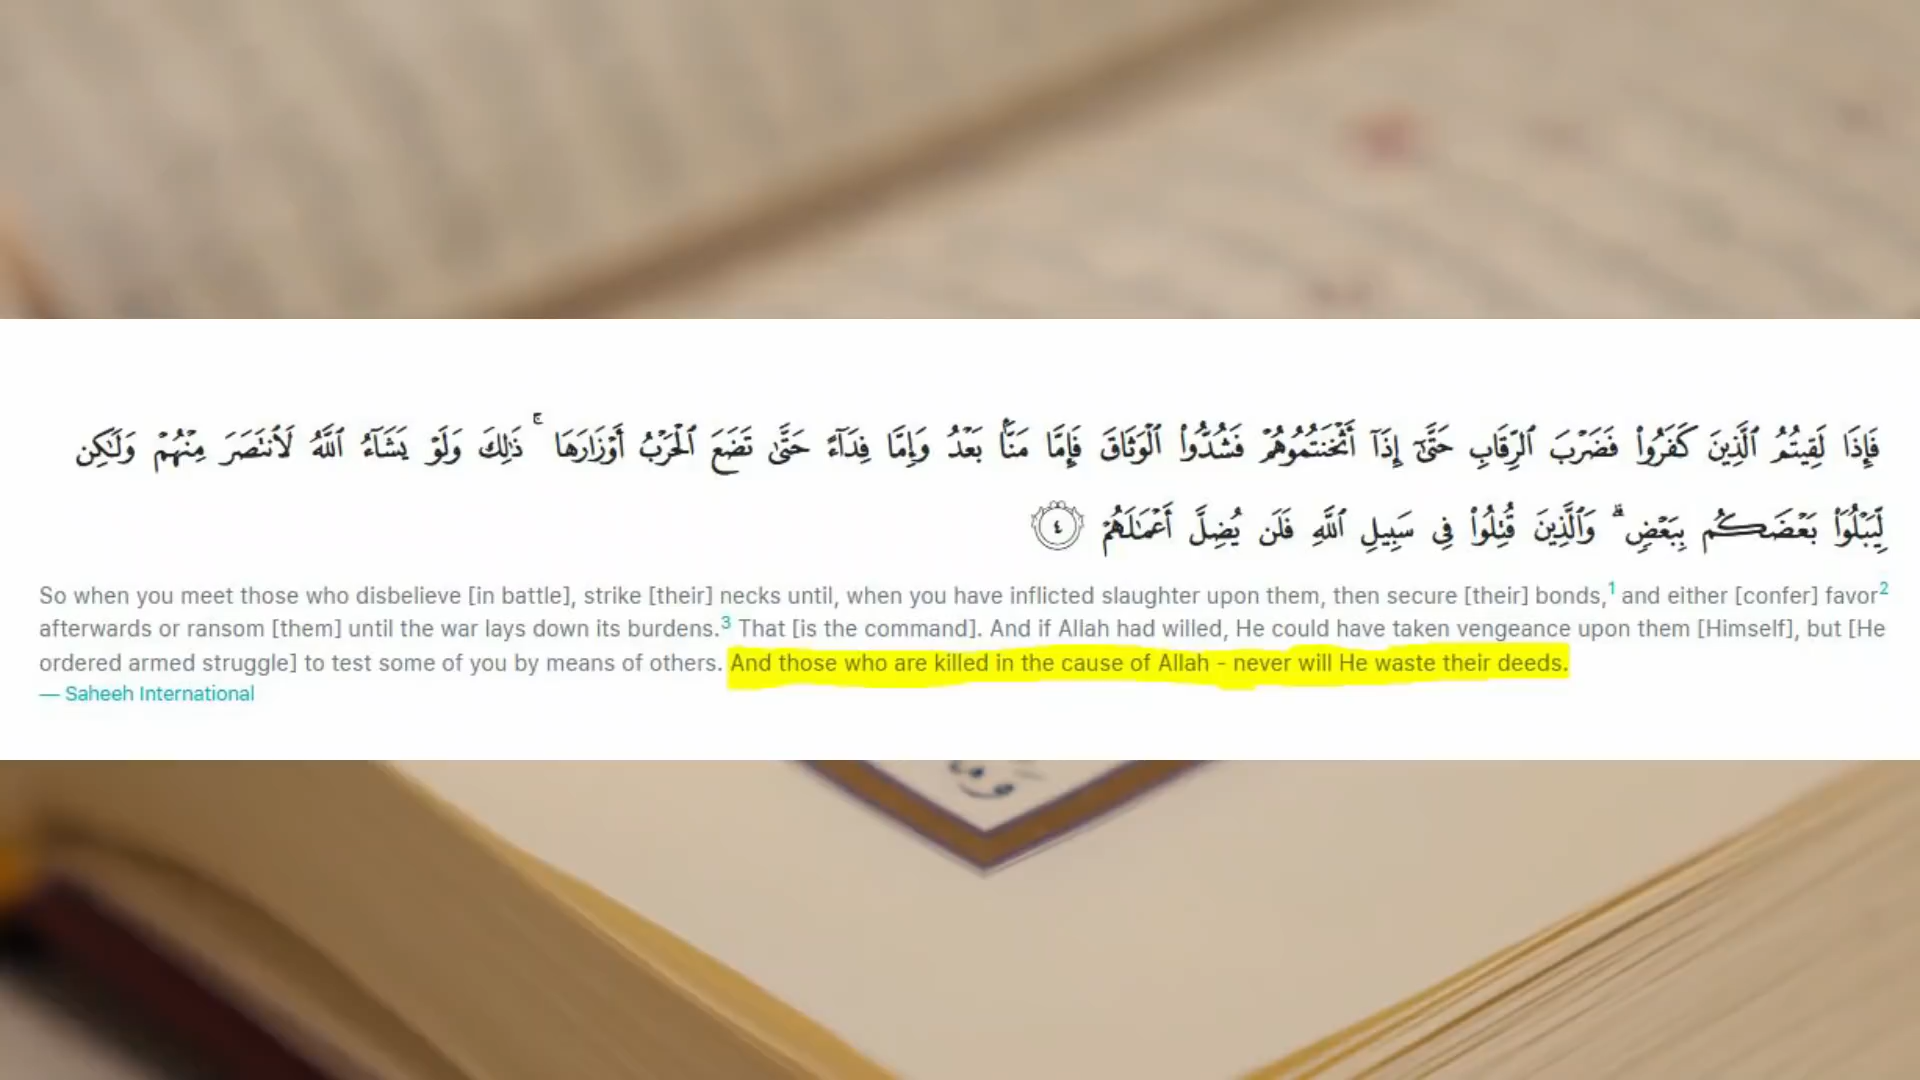 فَإِذَا لَقِيتُمُ ٱلَّذِينَ كَفَرُوا۟ فَضَرْبَ ٱلرِّقَابِ حَتَّىٰٓ إِذَآ أَثْخَنتُمُوهُمْ فَشُدُّوا۟ ٱلْوَثَاقَ فَإِمَّا مَنًّۢا بَعْدُ وَإِمَّا فِدَآءً حَتَّىٰ تَضَعَ ٱلْحَرْبُ أَوْزَارَهَا ۚ ذَٰلِكَ وَلَوْ يَشَآءُ ٱللَّهُ لَٱنتَصَرَ مِنْهُمْ وَلَـٰكِن
لِّيَبْلُوَا۟ بَعْضَكُم بِبَعْضٍ ۗ وَٱلَّذِينَ قُتِلُوا۟ فِى سَبِيلِ ٱللَّهِ فَلَن يُضِلَّ أَعْمَـٰلَهُمْ ٤
So when you meet those who disbelieve [in battle], strike [their] necks until, when you have inflicted slaughter upon them, then secure [their] bonds,1 and either [confer] favor2
afterwards or ransom [them] until the war lays down its burdens.3 That [is the command]. And if Allah had willed, He could have taken vengeance upon them [Himself], but [He
ordered armed struggle] to test some of you by means of others. And those who are killed in the cause of Allah - never will He waste their deeds.
— Saheeh International